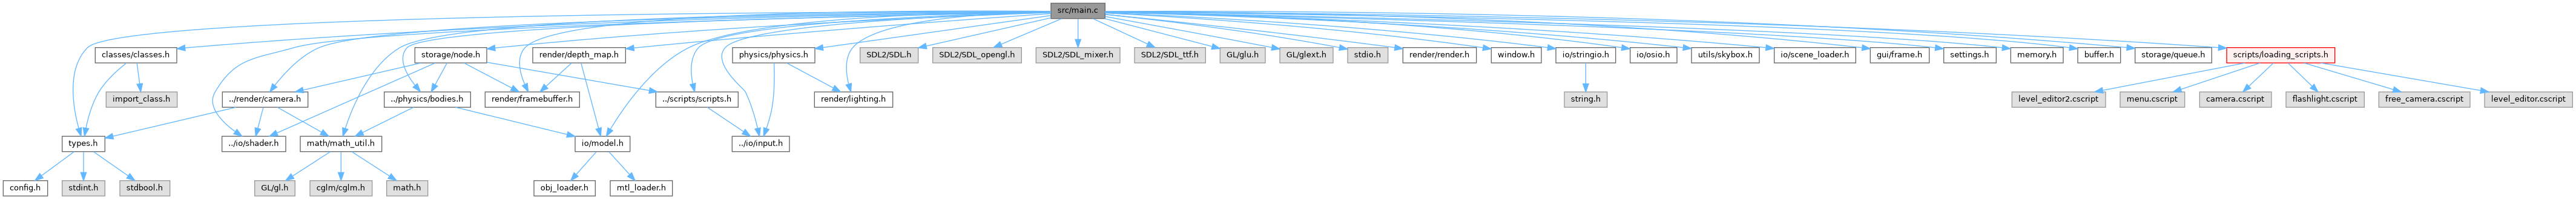 src/main.c
classes/classes.h
storage/node.h
render/depth_map.h
physics/physics.h
SDL2/SDL.h
SDL2/SDL_opengl.h
SDL2/SDL_mixer.h
SDL2/SDL_ttf.h
GL/glu.h
GL/glext.h
stdio.h
render/render.h
window.h
io/stringio.h
io/osio.h
utils/skybox.h
io/scene_loader.h
gui/frame.h
settings.h
memory.h
buffer.h
storage/queue.h
scripts/loading_scripts.h
import_class.h
../render/camera.h
../physics/bodies.h
render/framebuffer.h
../scripts/scripts.h
render/lighting.h
string.h
level_editor2.cscript
menu.cscript
camera.cscript
flashlight.cscript
free_camera.cscript
level_editor.cscript
types.h
../io/shader.h
math/math_util.h
io/model.h
../io/input.h
config.h
stdint.h
stdbool.h
GL/gl.h
cglm/cglm.h
math.h
obj_loader.h
mtl_loader.h